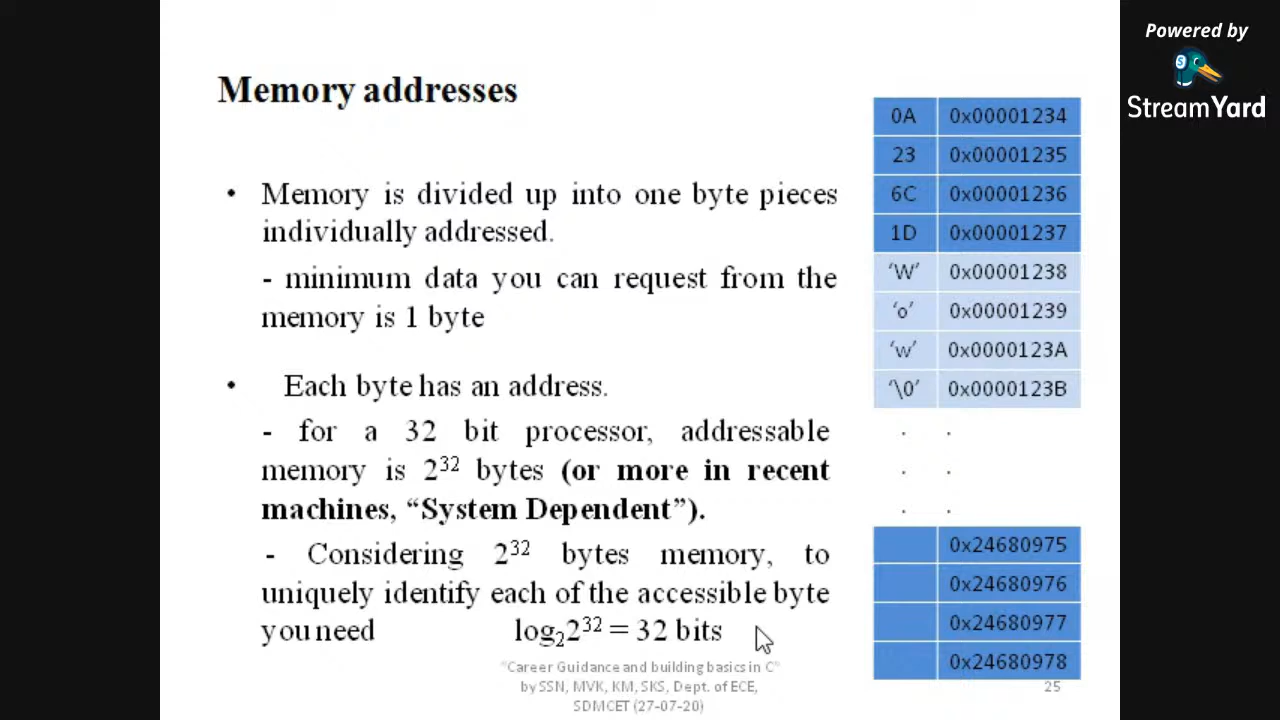 Powered by
StreamYard
Memory addresses
• Memory is divided up into one byte pieces
individually addressed.
- minimum data you can request from the
memory is 1 byte
• Each byte has an address.
- for a 32 bit processor, addressable
memory is 2³² bytes (or more in recent
machines, “System Dependent”).
- Considering 2³² bytes memory, to
uniquely identify each of the accessible byte
you need log₂2³² = 32 bits
0A 0x00001234
23 0x00001235
6C 0x00001236
1D 0x00001237
‘W’ 0x00001238
‘o’ 0x00001239
‘w’ 0x0000123A
‘\0’ 0x0000123B
. .
. .
. .
0x24680975
0x24680976
0x24680977
0x24680978
“Career Guidance and building basics in C”
by SSN, MVK, KM, SKS, Dept. of ECE,
SDMCET (27-07-20)
25